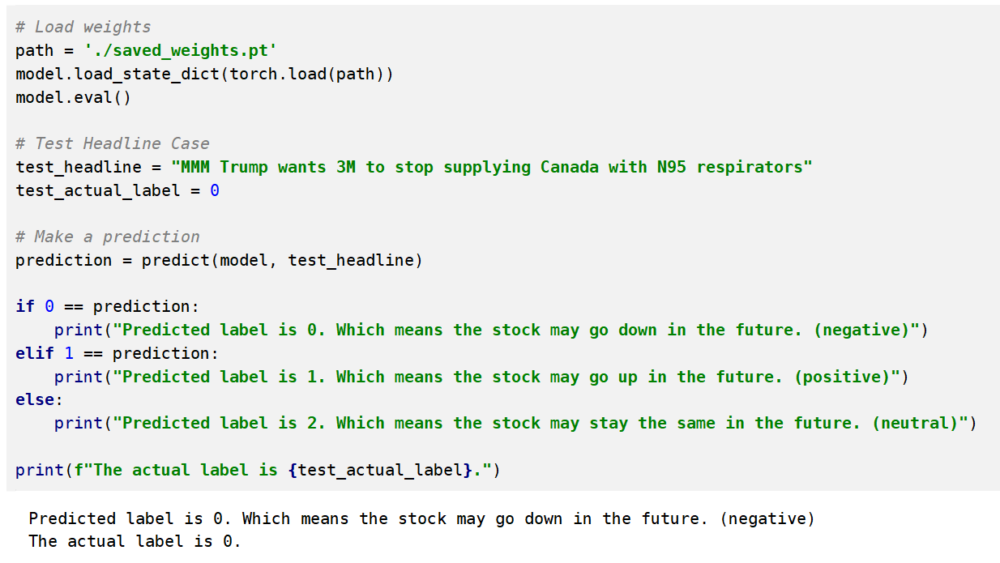 # Load weights
path = './saved_weights.pt'
model.load_state_dict(torch.load(path))
model.eval()

# Test Headline Case
test_headline = "MMM Trump wants 3M to stop supplying Canada with N95 respirators"
test_actual_label = 0

# Make a prediction
prediction = predict(model, test_headline)

if 0 == prediction:
    print("Predicted label is 0. Which means the stock may go down in the future. (negative)")
elif 1 == prediction:
    print("Predicted label is 1. Which means the stock may go up in the future. (positive)")
else:
    print("Predicted label is 2. Which means the stock may stay the same in the future. (neutral)")

print(f"The actual label is {test_actual_label}.")

Predicted label is 0. Which means the stock may go down in the future. (negative)
The actual label is 0.